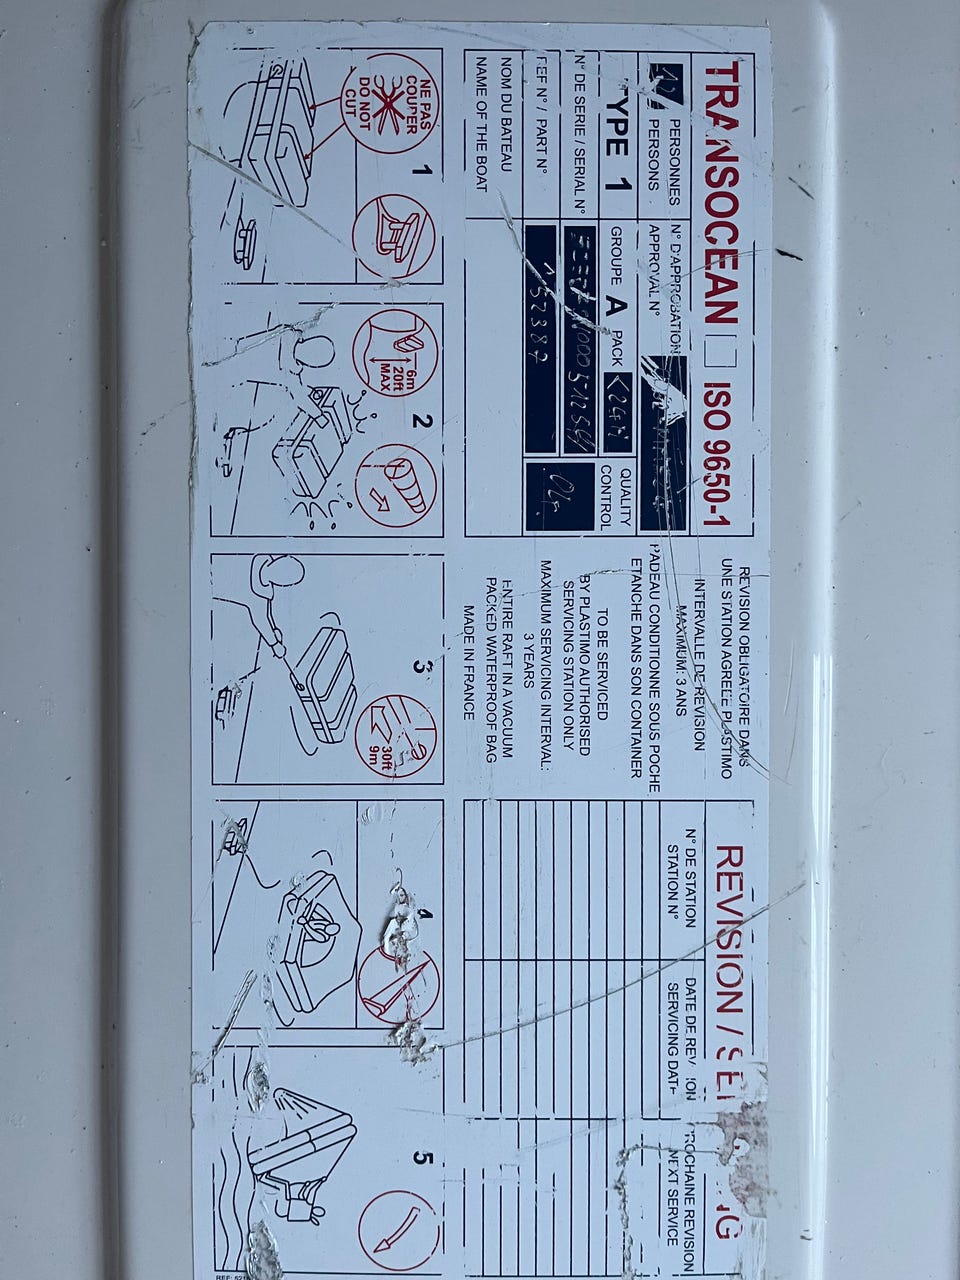 TRANSOCEAN ISO 9650-1
PERSONNES
PERSONS
N° D'APPROBATION
APPROVAL N°
TYPE 1
GROUPE A PACK <24H
QUALITY
CONTROL
N° DE SERIE / SERIAL N°
REF N° / PART N°
NOM DU BATEAU
NAME OF THE BOAT
REVISION OBLIGATOIRE DANS
UNE STATION AGREEE PLASTIMO
INTERVALLE DE REVISION
MAXIMUM: 3 ANS
RADEAU CONDITIONNE SOUS POCHE
ETANCHE DANS SON CONTAINER
TO BE SERVICED
BY PLASTIMO AUTHORISED
SERVICING STATION ONLY
MAXIMUM SERVICING INTERVAL:
3 YEARS
ENTIRE RAFT IN A VACUUM
PACKED WATERPROOF BAG
MADE IN FRANCE
REVISION / SERVICING
N° DE STATION
STATION N°
DATE DE REVISION
SERVICING DATE
PROCHAINE REVISION
NEXT SERVICE
NE PAS
COUPER
DO NOT
CUT
1
6m
20ft
MAX
2
3
30ft
9m
4
5